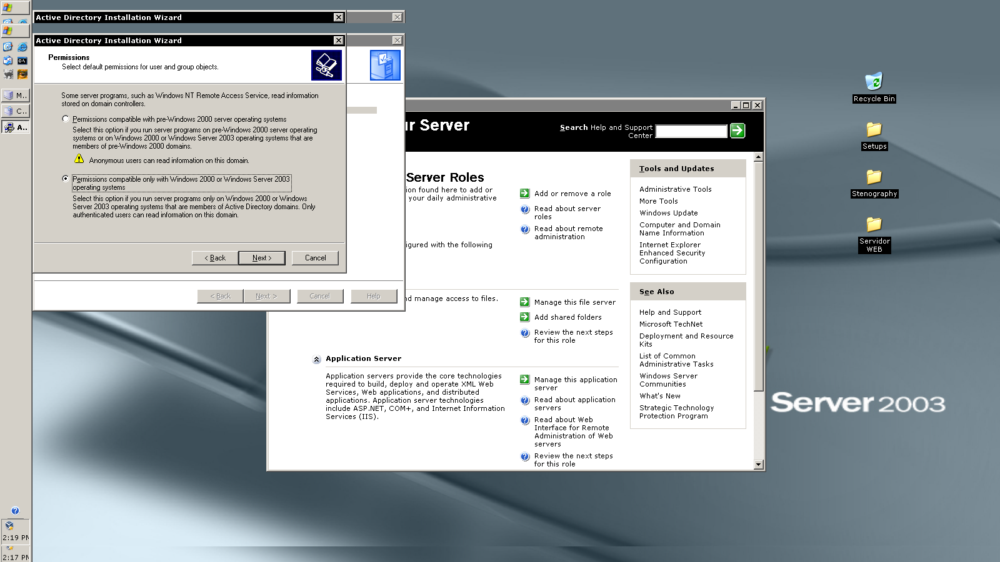 Active Directory Installation Wizard
Active Directory Installation Wizard
Permissions
Select default permissions for user and group objects.
Some server programs, such as Windows NT Remote Access Service, read information
stored on domain controllers.
Permissions compatible with pre-Windows 2000 server operating systems
Select this option if you run server programs on pre-Windows 2000 server operating
systems or on Windows 2000 or Windows Server 2003 operating systems that are
members of pre-Windows 2000 domains.
Anonymous users can read information on this domain.
Permissions compatible only with Windows 2000 or Windows Server 2003
operating systems
Select this option if you run server programs only on Windows 2000 or Windows
Server 2003 operating systems that are members of Active Directory domains. Only
authenticated users can read information on this domain.
< Back
Next >
Cancel
< Back
Next >
Cancel
Help
M..
C..
A..
2:19 PM
2:17 PM
ur Server
Search Help and Support
Center
Server Roles
ion found here to add or
your daily administrative
Add or remove a role
Read about server
roles
Read about remote
administration
igured with the following
nd manage access to files.
Manage this file server
Add shared folders
Review the next steps
for this role
Application Server
Application servers provide the core technologies
required to build, deploy and operate XML Web
Services, Web applications, and distributed
applications. Application server technologies
include ASP.NET, COM+, and Internet Information
Services (IIS).
Manage this application
server
Read about application
servers
Read about Web
Interface for Remote
Administration of Web
servers
Review the next steps
for this role
Tools and Updates
Administrative Tools
More Tools
Windows Update
Computer and Domain
Name Information
Internet Explorer
Enhanced Security
Configuration
See Also
Help and Support
Microsoft TechNet
Deployment and Resource
Kits
List of Common
Administrative Tasks
Windows Server
Communities
What's New
Strategic Technology
Protection Program
Recycle Bin
Setups
Stenography
Servidor
WEB
Server 2003